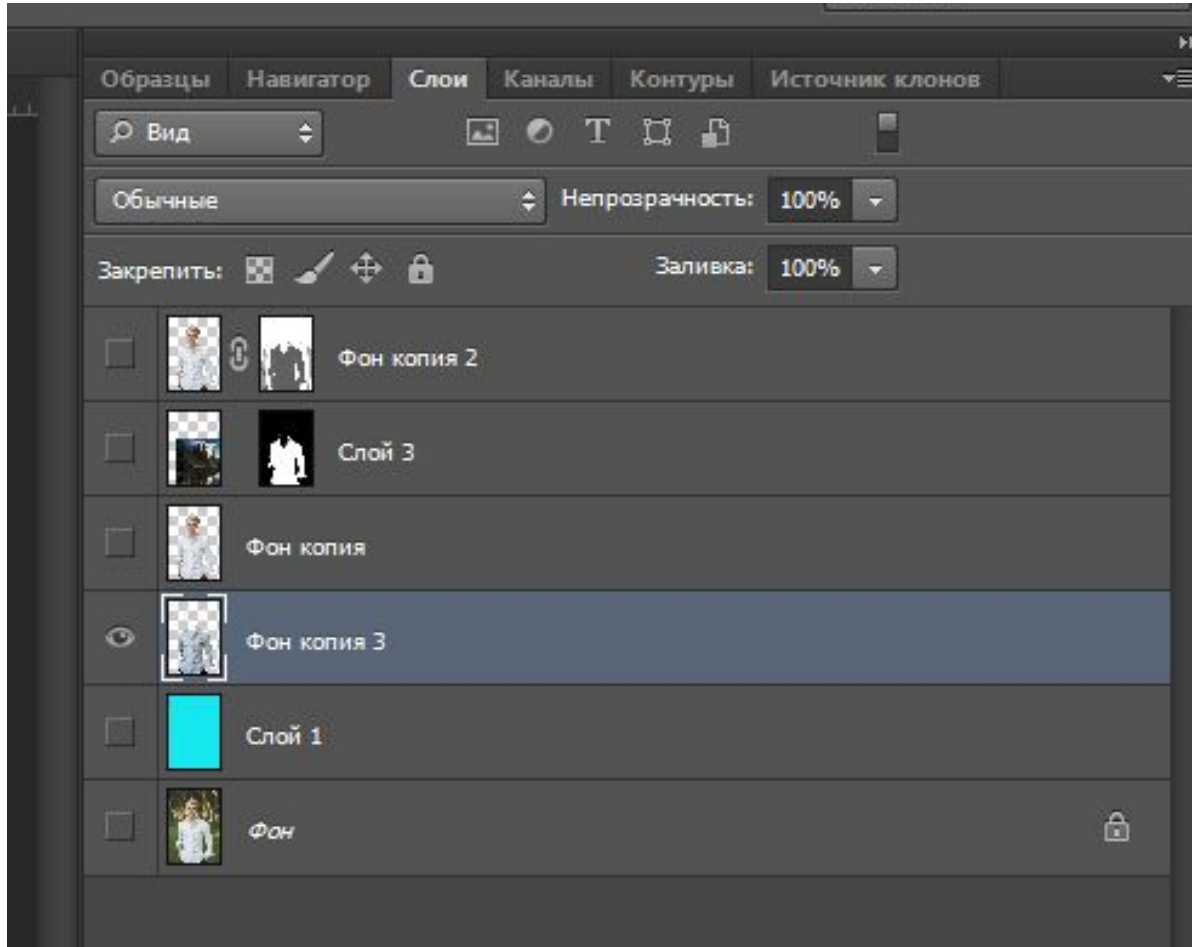 Образцы Навигатор Слои Каналы Контуры Источник клонов
Вид
Обычные Непрозрачность: 100%
Закрепить: Заливка: 100%
Фон копия 2
Слой 3
Фон копия
Фон копия 3
Слой 1
Фон